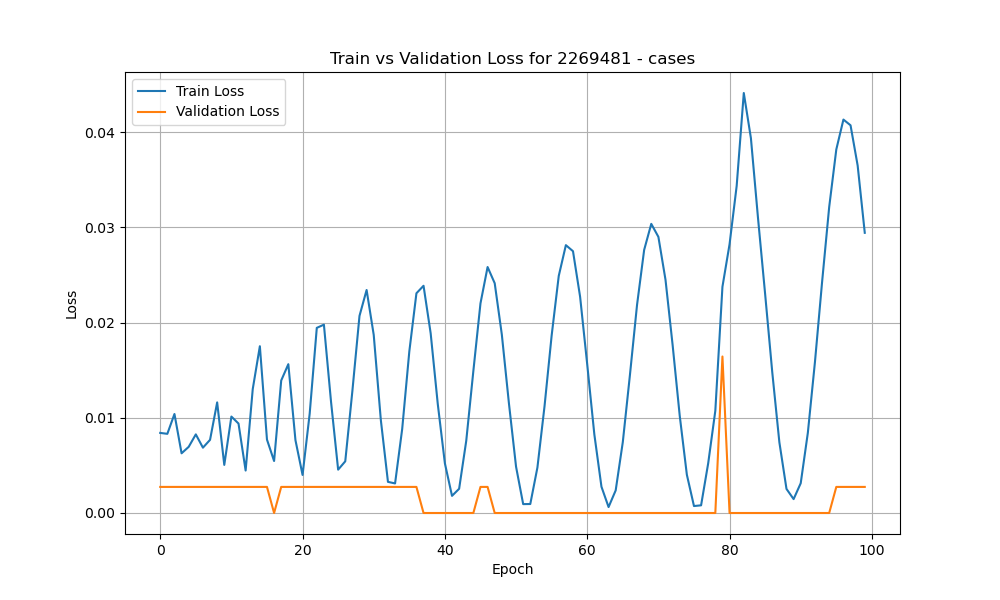 Train vs Validation Loss for 2269481 - cases
Train Loss
Validation Loss
0.04
0.03
0.02
0.01
0.00
Loss
0 20 40 60 80 100
Epoch